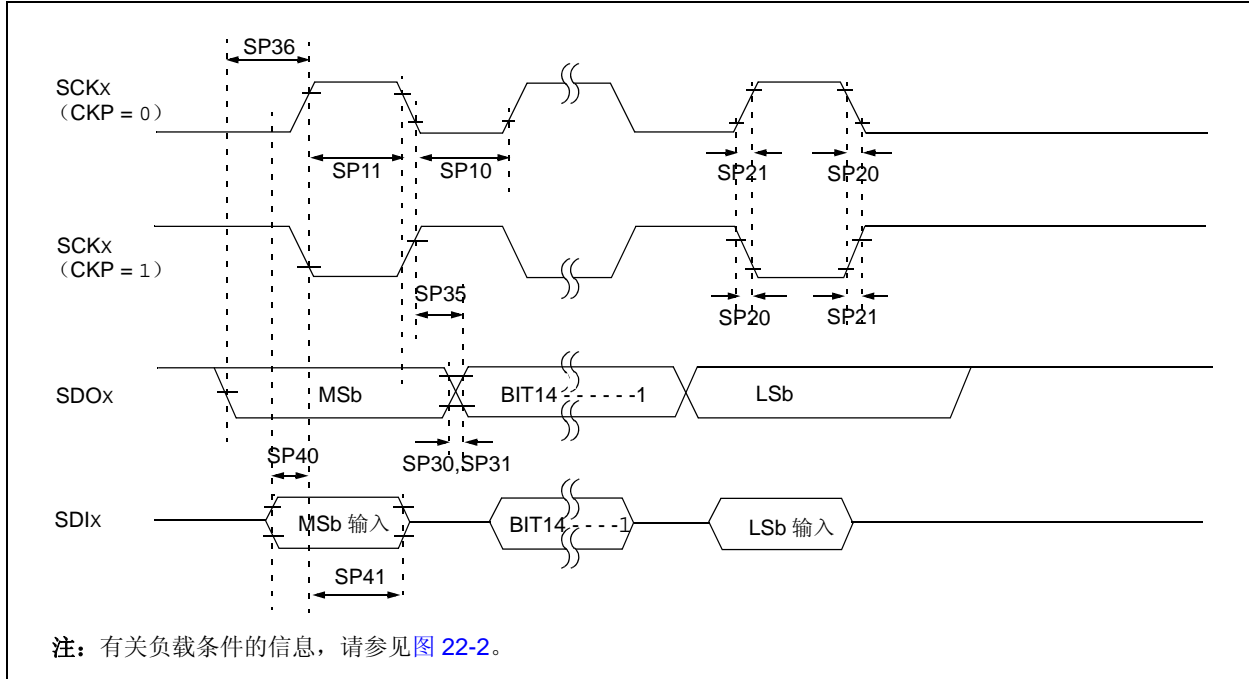 SP36
SCKx
（CKP = 0）
SP11
SP10
SP21
SP20
SCKx
（CKP = 1）
SP35
SP20
SP21
SDOx
MSb
BIT14 - - - - - -1
LSb
SP40
SP30,SP31
SDIx
MSb 输入
BIT14 - - - -1
LSb 输入
SP41
注：有关负载条件的信息，请参见图 22-2。